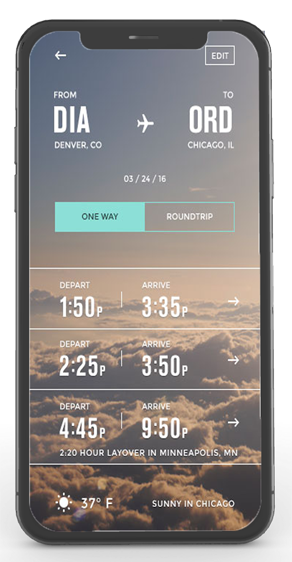 EDIT
FROM TO
DIA ORD
DENVER, CO CHICAGO, IL
03 / 24 / 16
ONE WAY ROUNDTRIP
DEPART ARRIVE
1:50P 3:35P
DEPART ARRIVE
2:25P 3:50P
DEPART ARRIVE
4:45P 9:50P
2:20 HOUR LAYOVER IN MINNEAPOLIS, MN
37° F SUNNY IN CHICAGO